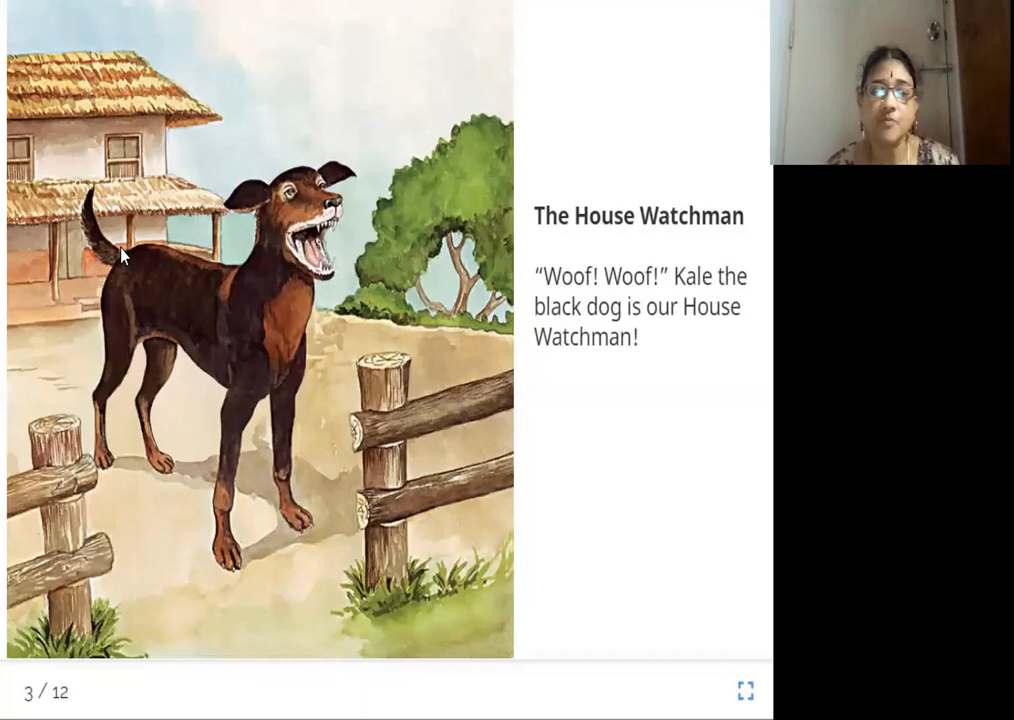 The House Watchman
“Woof! Woof!” Kale the
black dog is our House
Watchman!
3 / 12